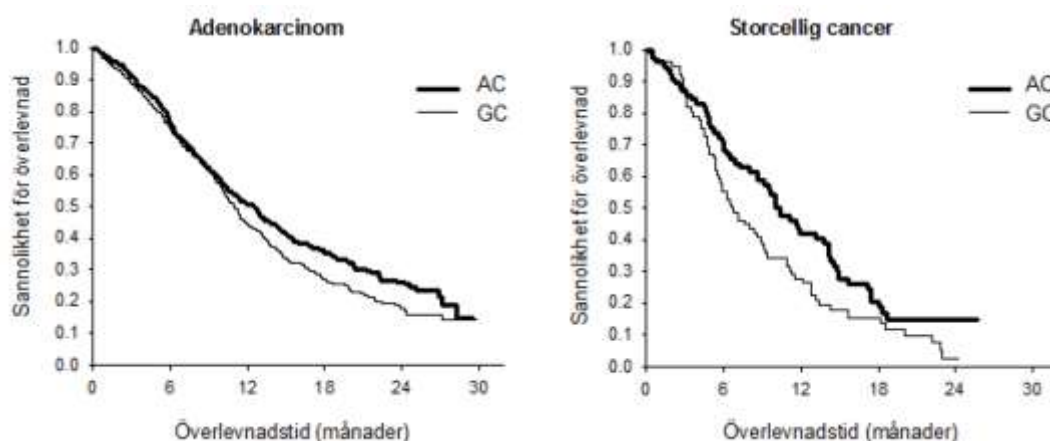 Adenokarcinom
Sannolikhet för överlevnad
1.0
0.9
0.8
0.7
0.6
0.5
0.4
0.3
0.2
0.1
0.0
AC
GC
0 6 12 18 24 30
Överlevnadstid (månader)
Storcellig cancer
Sannolikhet för överlevnad
1.0
0.9
0.8
0.7
0.6
0.5
0.4
0.3
0.2
0.1
0.0
AC
GC
0 6 12 18 24 30
Överlevnadstid (månader)